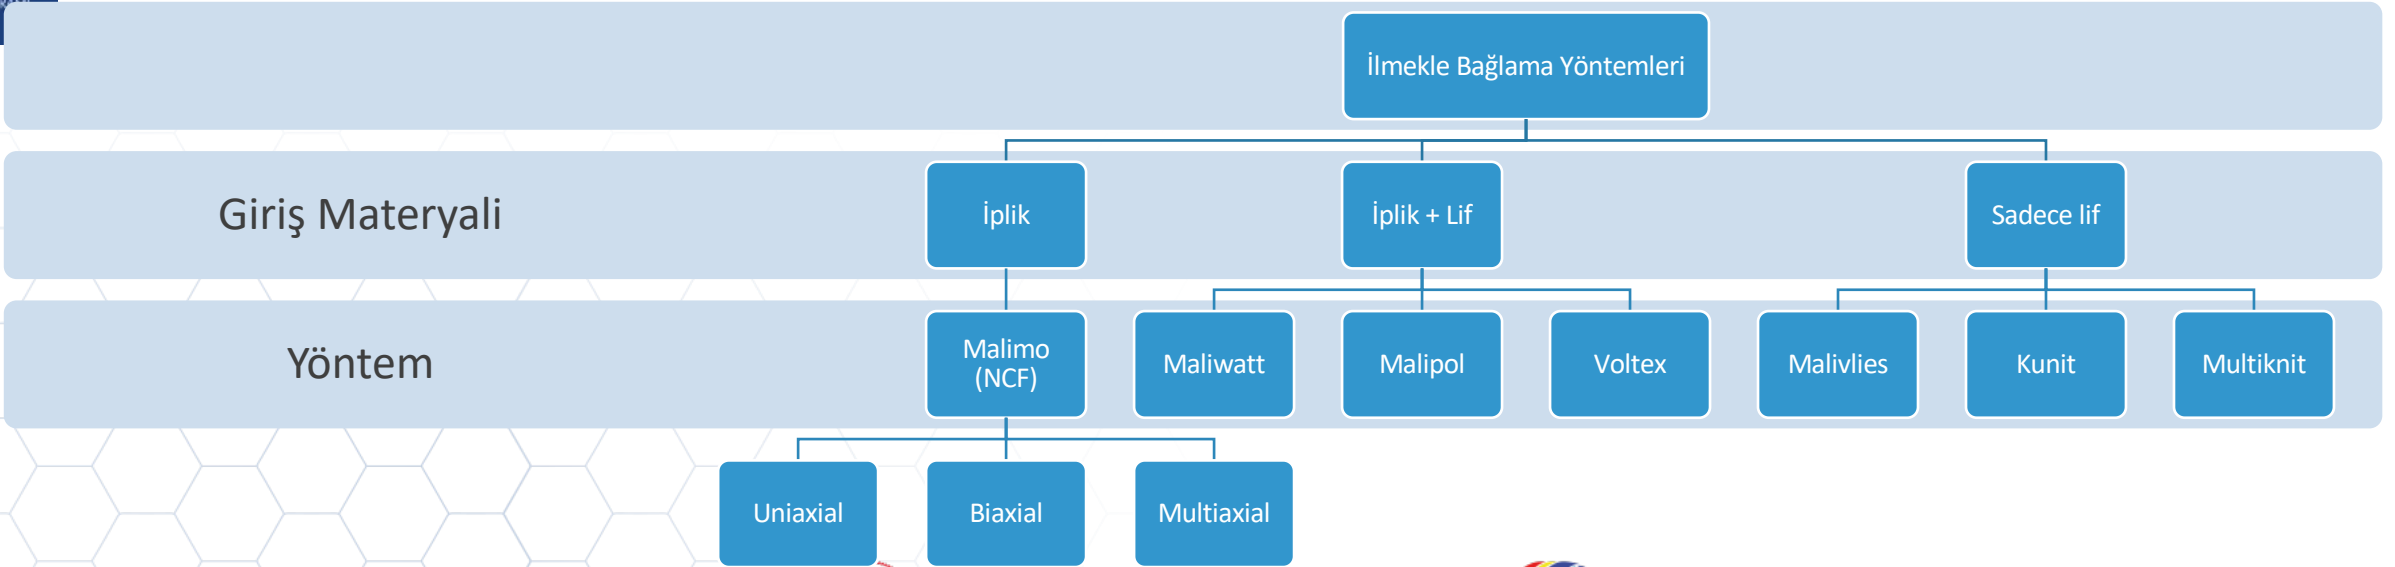 İlmekle Bağlama Yöntemleri
Giriş Materyali
İplik
İplik + Lif
Sadece lif
Yöntem
Malimo
(NCF)
Maliwatt
Malipol
Voltex
Malivlies
Kunit
Multiknit
Uniaxial
Biaxial
Multiaxial